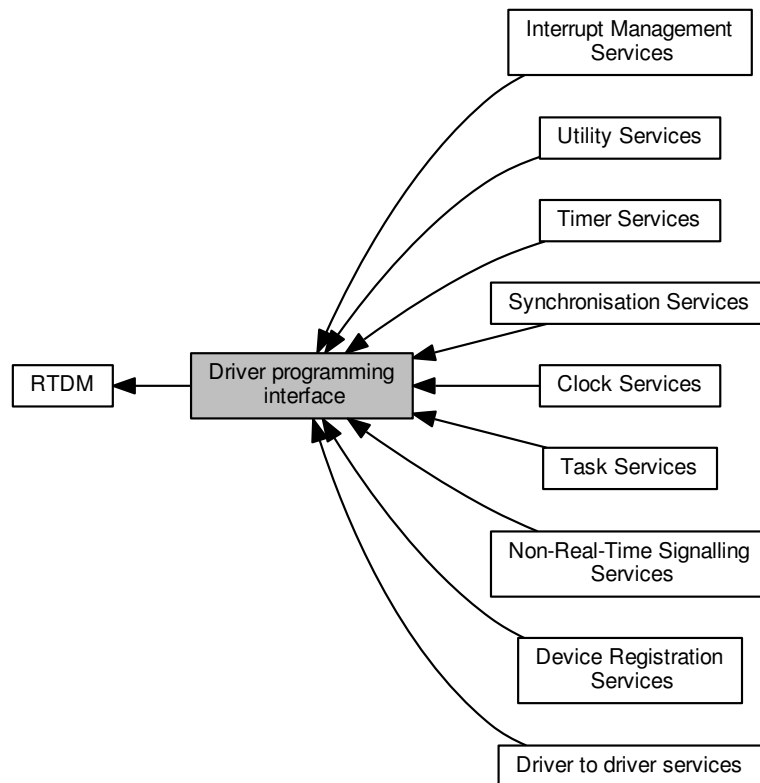 Interrupt Management
Services
Utility Services
Timer Services
Synchronisation Services
Clock Services
RTDM
Driver programming
interface
Task Services
Non-Real-Time Signalling
Services
Device Registration
Services
Driver to driver services